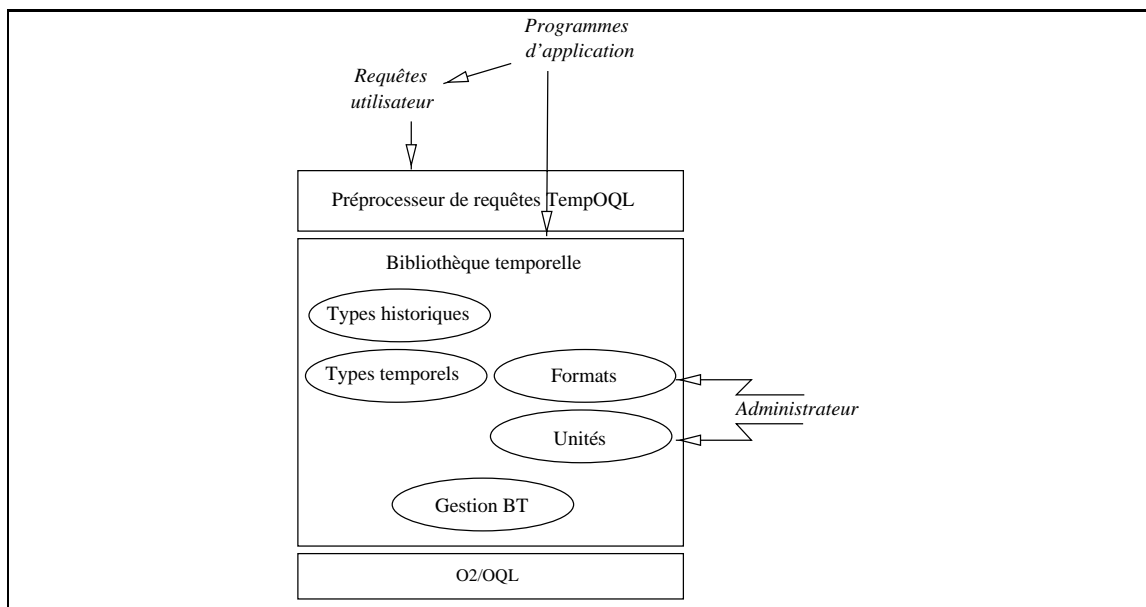 Programmes
d'application
Requêtes
utilisateur
Préprocesseur de requêtes TempOQL
Bibliothèque temporelle
Types historiques
Types temporels
Formats
Administrateur
Unités
Gestion BT
O2/OQL